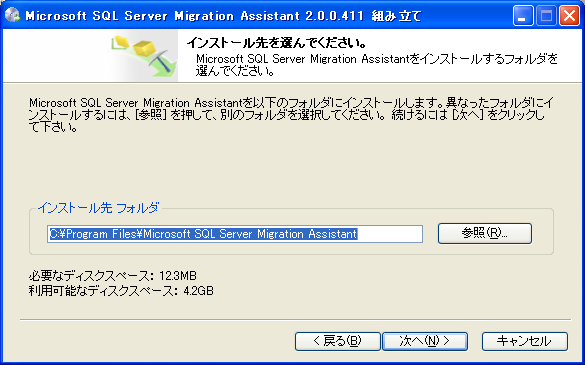 Microsoft SQL Server Migration Assistant 2.0.0.411 組み立て
インストール先を選んでください。
Microsoft SQL Server Migration Assistantをインストールするフォルダを
選んでください。
Microsoft SQL Server Migration Assistantを以下のフォルダにインストールします。異なったフォルダにイ
ンストールするには、[参照] を押して、別のフォルダを選択してください。 続けるには [次へ] をクリックし
て下さい。
インストール先 フォルダ
C:¥Program Files¥Microsoft SQL Server Migration Assistant
参照(R)...
必要なディスクスペース: 12.3MB
利用可能なディスクスペース: 4.2GB
< 戻る(B)
次へ(N) >
キャンセル